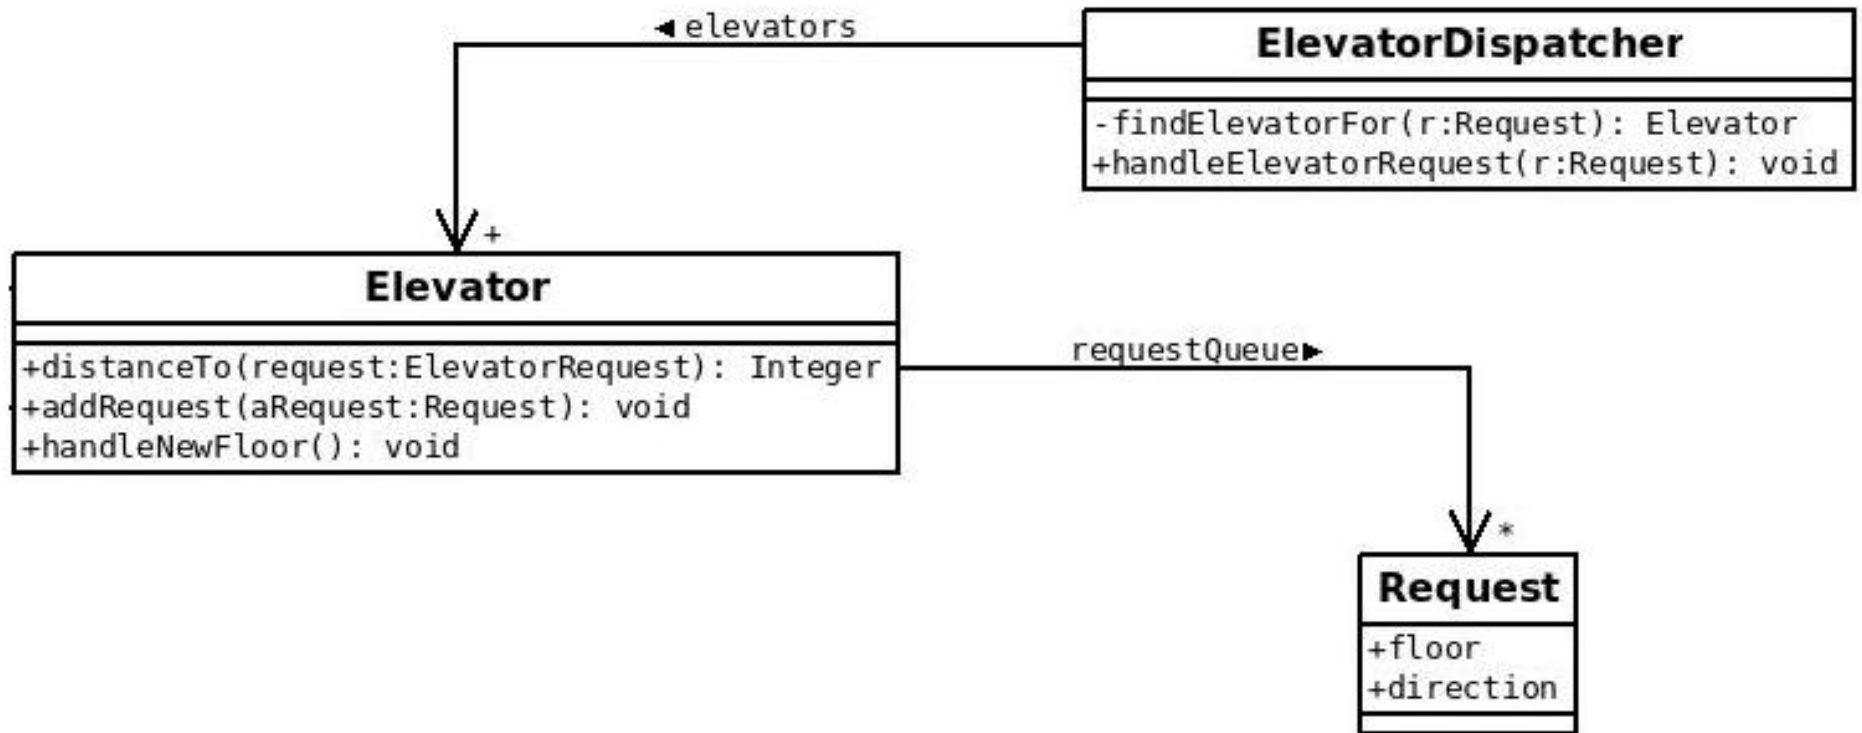 ◄ elevators
ElevatorDispatcher
-findElevatorFor(r:Request): Elevator
+handleElevatorRequest(r:Request): void
+
Elevator
+distanceTo(request:ElevatorRequest): Integer
+addRequest(aRequest:Request): void
+handleNewFloor(): void
requestQueue►
*
Request
+floor
+direction